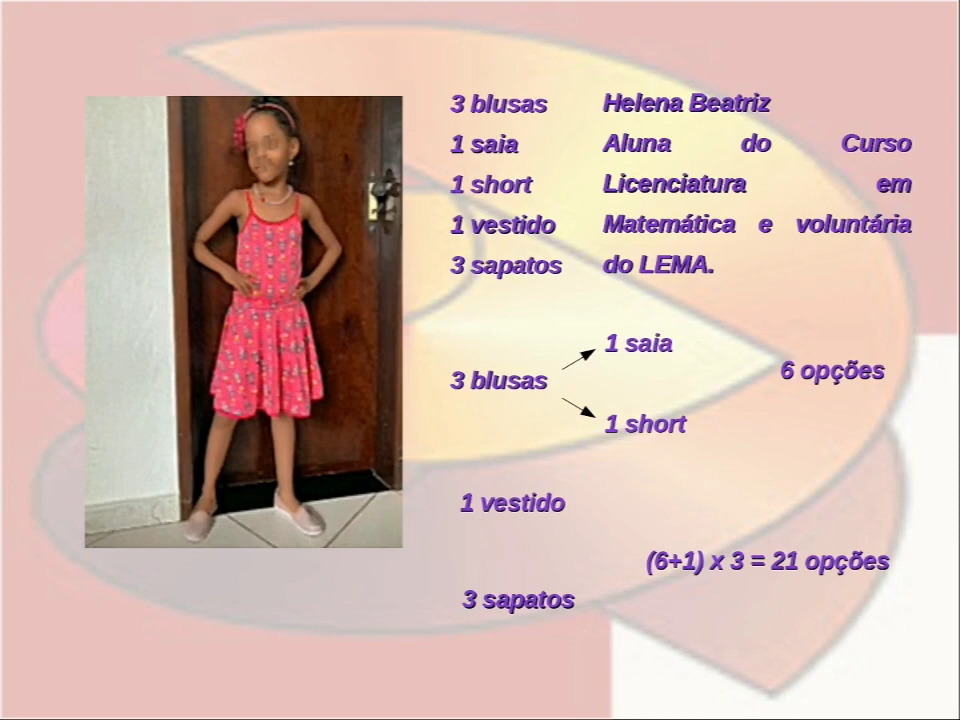 3 blusas
1 saia
1 short
1 vestido
3 sapatos
Helena Beatriz
Aluna do Curso
Licenciatura em
Matemática e voluntária
do LEMA.
1 saia
3 blusas
6 opções
1 short
1 vestido
(6+1) x 3 = 21 opções
3 sapatos